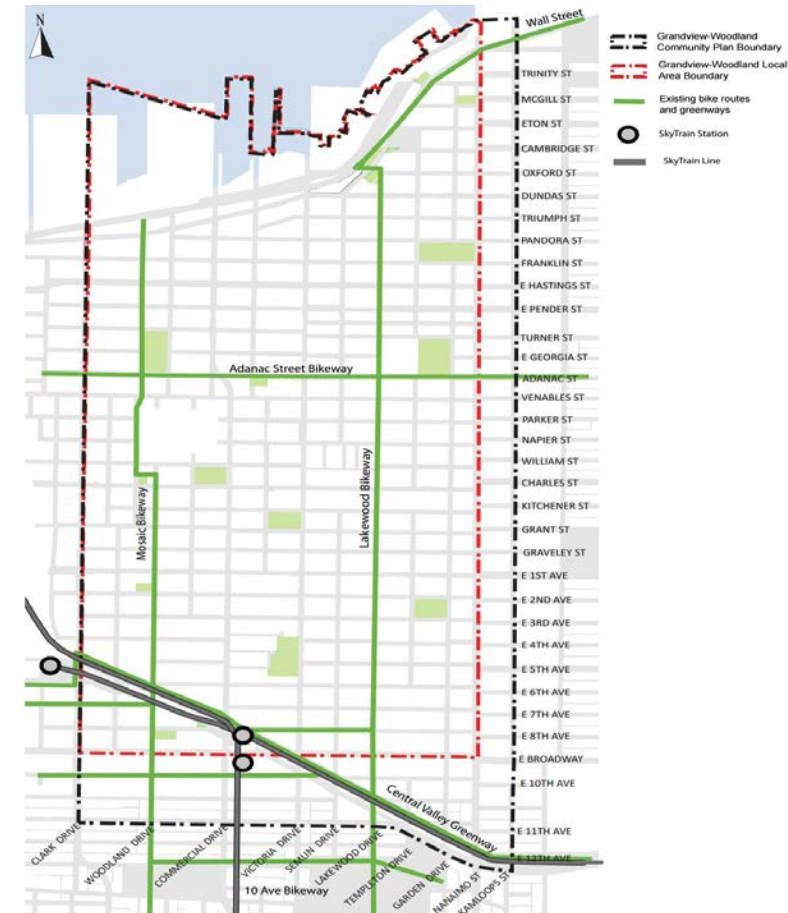 N
Wall Street
TRINITY ST
MCGILL ST
ETON ST
CAMBRIDGE ST
OXFORD ST
DUNDAS ST
TRIUMPH ST
PANDORA ST
FRANKLIN ST
E HASTINGS ST
E PENDER ST
TURNER ST
E GEORGIA ST
Adanac Street Bikeway
ADANAC ST
VENABLES ST
PARKER ST
NAPIER ST
WILLIAM ST
CHARLES ST
KITCHENER ST
GRANT ST
GRAVELEY ST
Mosaic Bikeway
Lakewood Bikeway
E 1ST AVE
E 2ND AVE
E 3RD AVE
E 4TH AVE
E 5TH AVE
E 6TH AVE
E 7TH AVE
E 8TH AVE
E BROADWAY
E 10TH AVE
Central Valley Greenway
E 11TH AVE
E 12TH AVE
CLARK DRIVE
WOODLAND DRIVE
COMMERCIAL DRIVE
VICTORIA DRIVE
SEMLIN DRIVE
LAKEWOOD DRIVE
TEMPLETON DRIVE
GARDEN DRIVE
NANAIMO ST
KAMLOOPS ST
10 Ave Bikeway
Grandview-Woodland
Community Plan Boundary
Grandview-Woodland Local
Area Boundary
Existing bike routes
and greenways
SkyTrain Station
SkyTrain Line